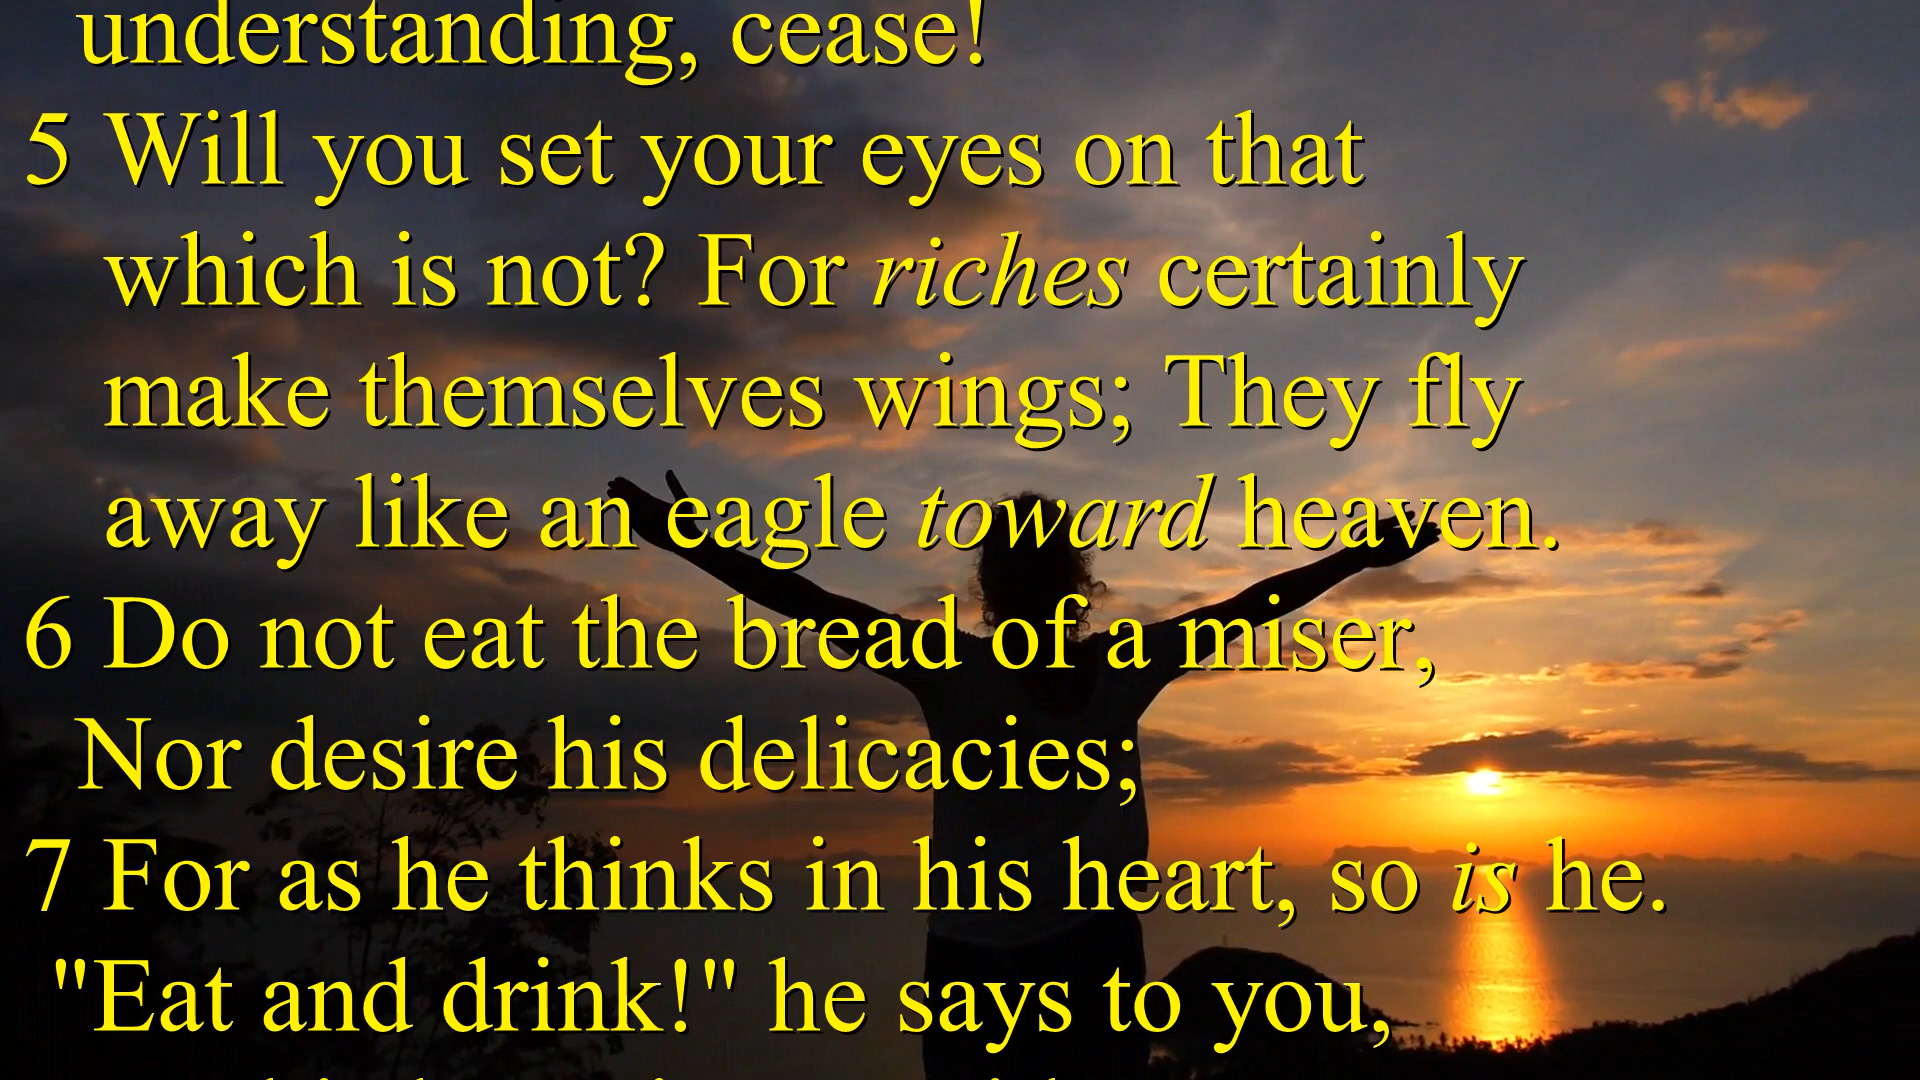 understanding, cease!
5 Will you set your eyes on that
which is not? For riches certainly
make themselves wings; They fly
away like an eagle toward heaven.
6 Do not eat the bread of a miser,
Nor desire his delicacies;
7 For as he thinks in his heart, so is he.
"Eat and drink!" he says to you,